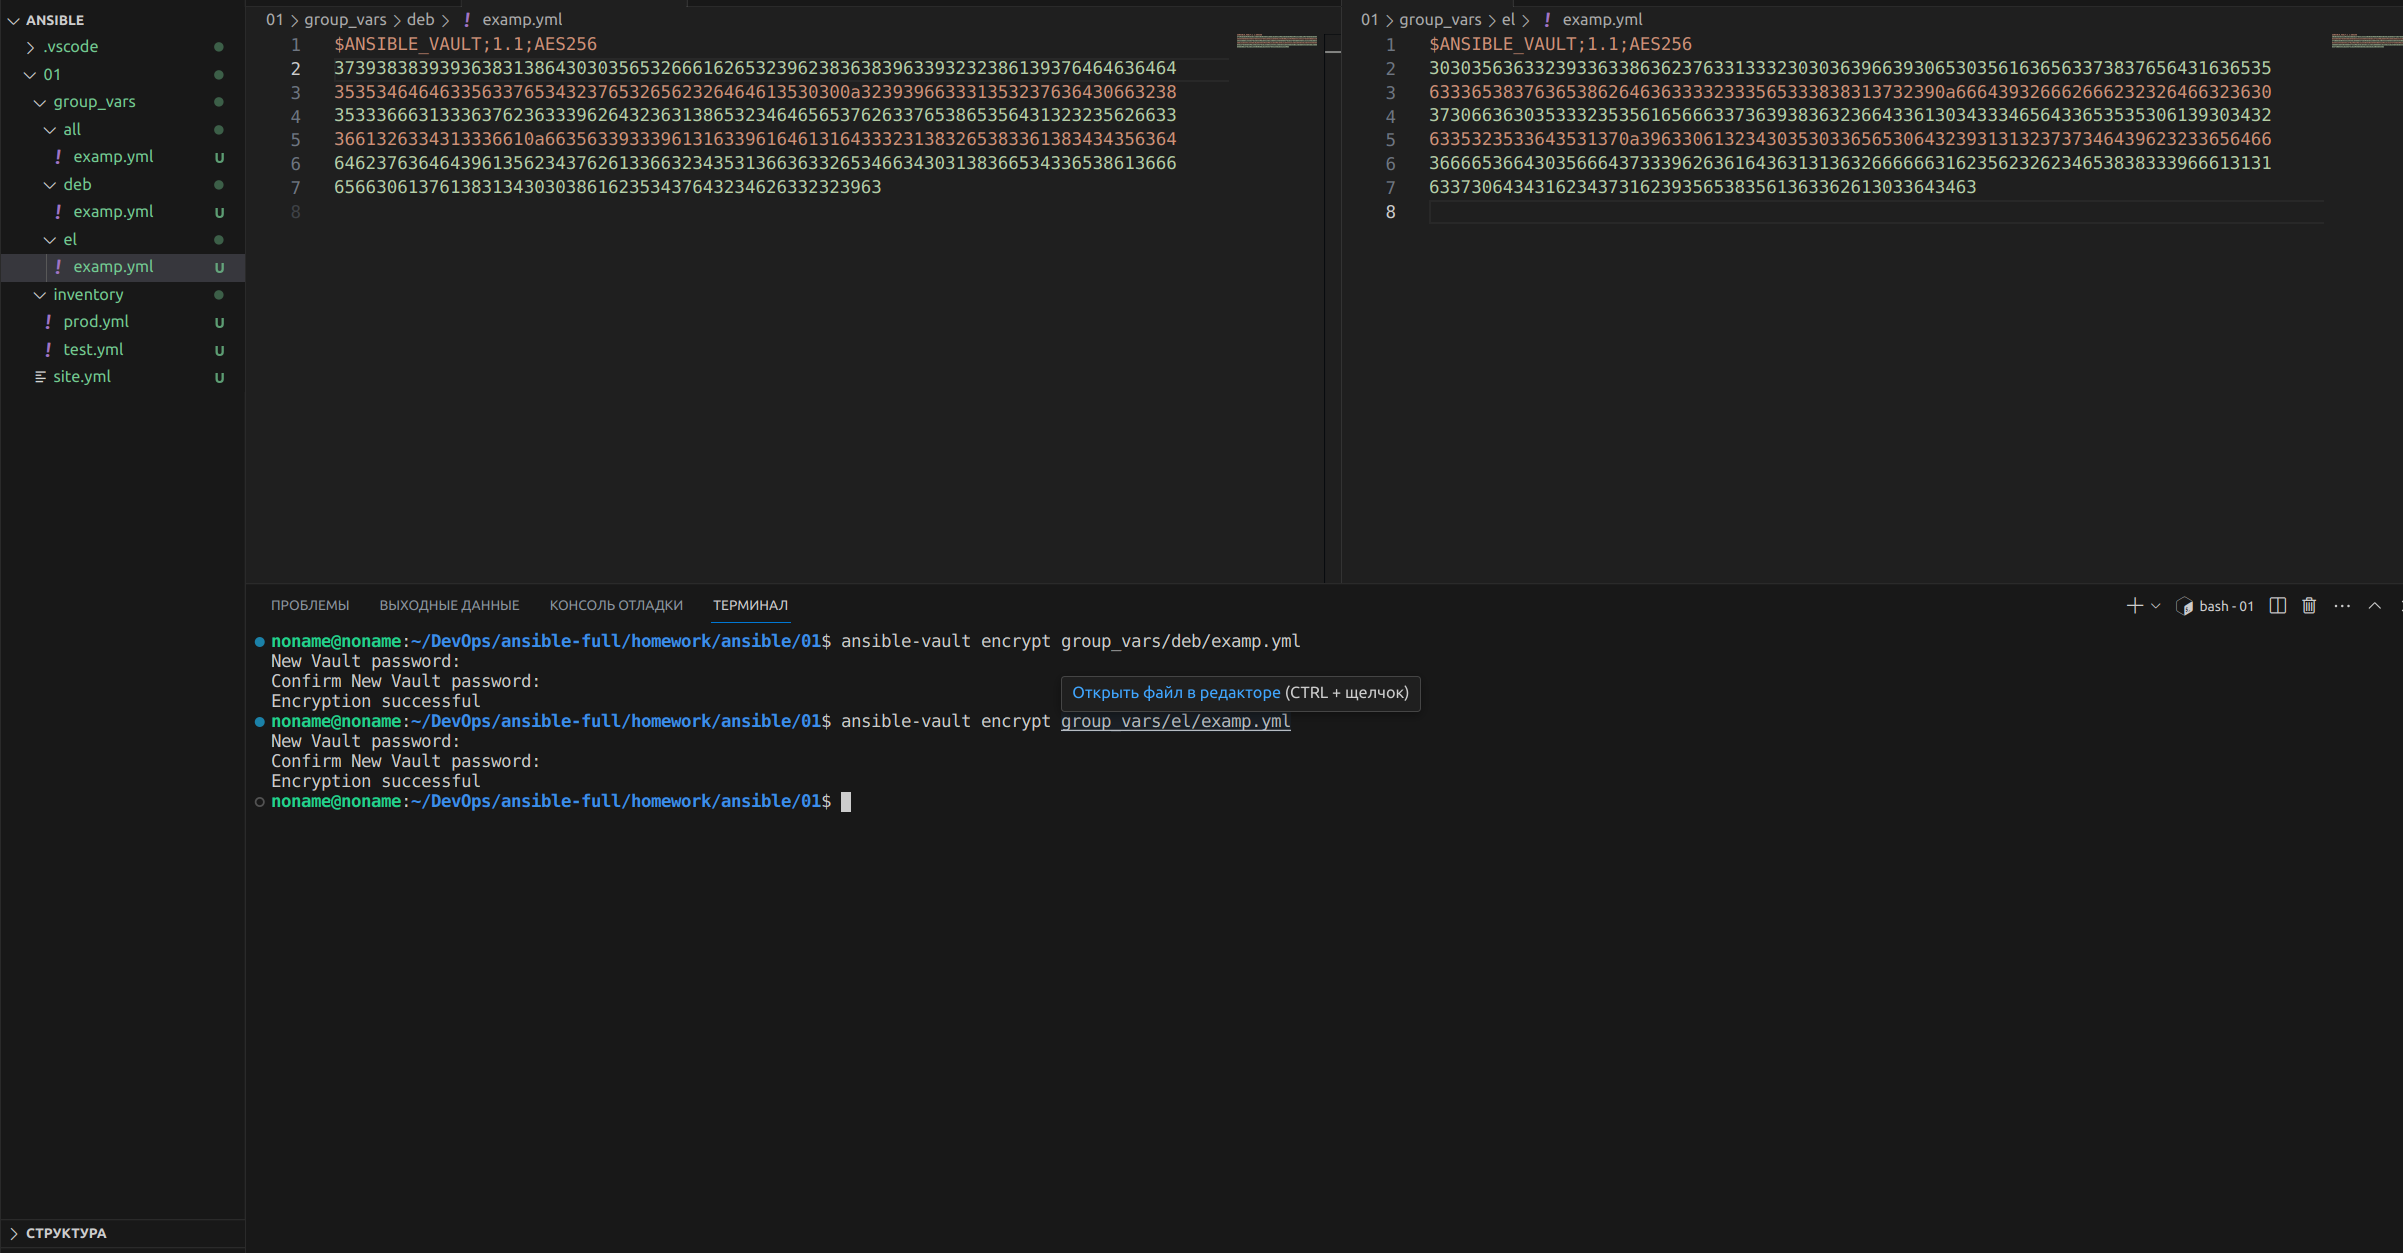 ANSIBLE
.vscode
01
group_vars
all
examp.yml U
deb
examp.yml U
el
examp.yml U
inventory
prod.yml U
test.yml U
site.yml U
СТРУКТУРА
01 > group_vars > deb > ! examp.yml
1 $ANSIBLE_VAULT;1.1;AES256
2 37393838393936383138643030356532666162653239623836383963393232386139376464636464
3 3535346464633563376534323765326562326464613530300a323939663331353237636430663238
4 35333666313336376236333962643236313865323464656537626337653865356431323235626633
5 3661326334313336610a663563393339613163396164613164333231383265383361383434356364
6 64623763646439613562343762613366323435313663633265346634303138366534336538613666
7 6566306137613831343030386162353437643234626332323963
8
01 > group_vars > el > ! examp.yml
1 $ANSIBLE_VAULT;1.1;AES256
2 30303563633239336338636237633133323030363966393065303561636563373837656431636535
3 6333653837636538626463633332333565333838313732390a666439326662666232326466323630
4 37306636303533323535616566633736393836323664336130343334656433653535306139303432
5 6335323533643531370a396330613234303530336565306432393131323737346439623233656466
6 36666536643035666437333962636164363131363266666631623562326234653838333966613131
7 6337306434316234373162393565383561363362613033643463
8
ПРОБЛЕМЫ ВЫХОДНЫЕ ДАННЫЕ КОНСОЛЬ ОТЛАДКИ ТЕРМИНАЛ
bash - 01
noname@noname:~/DevOps/ansible-full/homework/ansible/01$ ansible-vault encrypt group_vars/deb/examp.yml
New Vault password:
Confirm New Vault password:
Encryption successful
Открыть файл в редакторе (CTRL + щелчок)
noname@noname:~/DevOps/ansible-full/homework/ansible/01$ ansible-vault encrypt group_vars/el/examp.yml
New Vault password:
Confirm New Vault password:
Encryption successful
noname@noname:~/DevOps/ansible-full/homework/ansible/01$